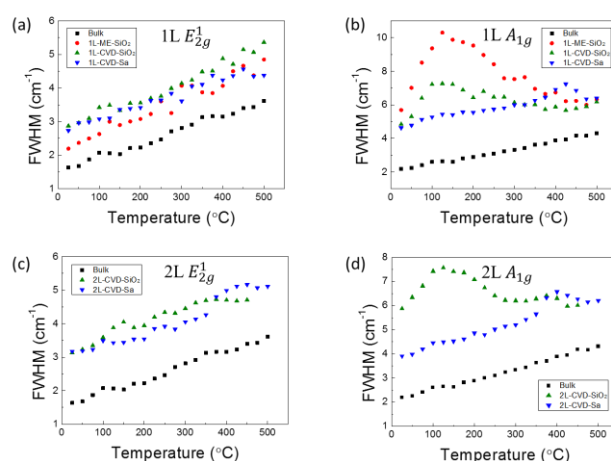 (a)
1L E¹₂g
Bulk
1L-ME-SiO₂
1L-CVD-SiO₂
1L-CVD-Sa
FWHM (cm⁻¹)
6
5
4
3
2
1
0 100 200 300 400 500
Temperature (°C)
(b)
1L A₁g
Bulk
1L-ME-SiO₂
1L-CVD-SiO₂
1L-CVD-Sa
FWHM (cm⁻¹)
10
8
6
4
2
0 100 200 300 400 500
Temperature (°C)
(c)
2L E¹₂g
Bulk
2L-CVD-SiO₂
2L-CVD-Sa
FWHM (cm⁻¹)
6
5
4
3
2
1
0 100 200 300 400 500
Temperature (°C)
(d)
2L A₁g
Bulk
2L-CVD-SiO₂
2L-CVD-Sa
FWHM (cm⁻¹)
8
6
4
2
0 100 200 300 400 500
Temperature (°C)